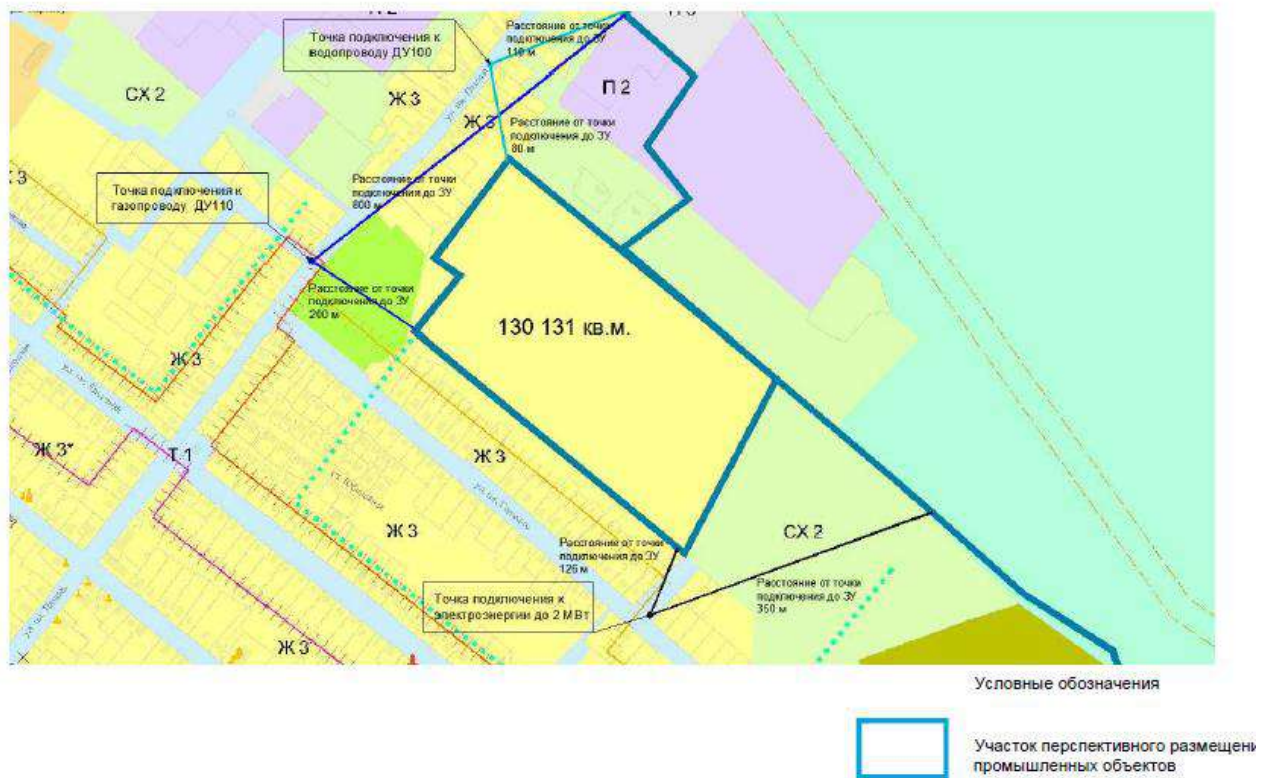 Точка подключения к
водопроводу ДУ100
Расстояние от точки
подключения до ЗУ
110 м
СХ 2
Ж 3
П 2
Ж 3
Расстояние от точки
подключения до ЗУ
80 м
Ж 3
Точка подключения к
газопроводу ДУ110
Расстояние от точки
подключения до ЗУ
800 м
Расстояние от точки
подключения до ЗУ
200 м
130 131 кв.м.
Ж 3
Ж 3*
Т 1
Ж 3
Ж 3
СХ 2
Расстояние от точки
подключения до ЗУ
126 м
Точка подключения к
электроэнергии до 2 МВт
Расстояние от точки
подключения до ЗУ
350 м
Ж 3
Условные обозначения
Участок перспективного размещени
промышленных объектов